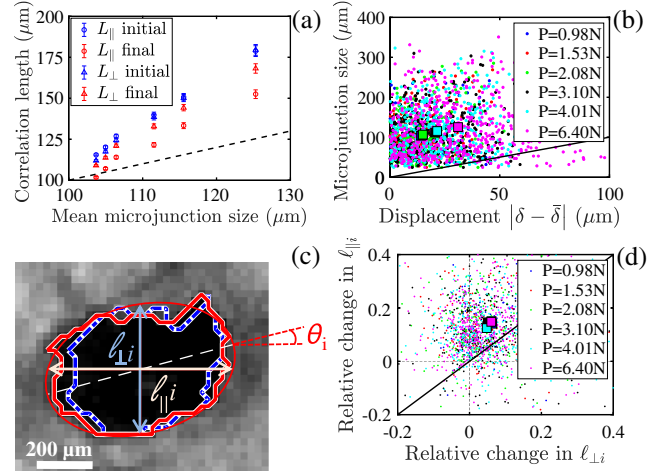 (a)
Correlation length (μm)
200
175
150
125
100
L∥ initial
L∥ final
L⊥ initial
L⊥ final
100
110
120
130
Mean microjunction size (μm)
(b)
Microjunction size (μm)
400
300
200
100
0
P=0.98N
P=1.53N
P=2.08N
P=3.10N
P=4.01N
P=6.40N
0
50
100
Displacement |δ − δ̄| (μm)
(c)
ℓ⊥i
ℓ∥i
θi
200 μm
(d)
Relative change in ℓ∥i
0.4
0.2
0
-0.2
P=0.98N
P=1.53N
P=2.08N
P=3.10N
P=4.01N
P=6.40N
-0.2
0
0.2
0.4
Relative change in ℓ⊥i